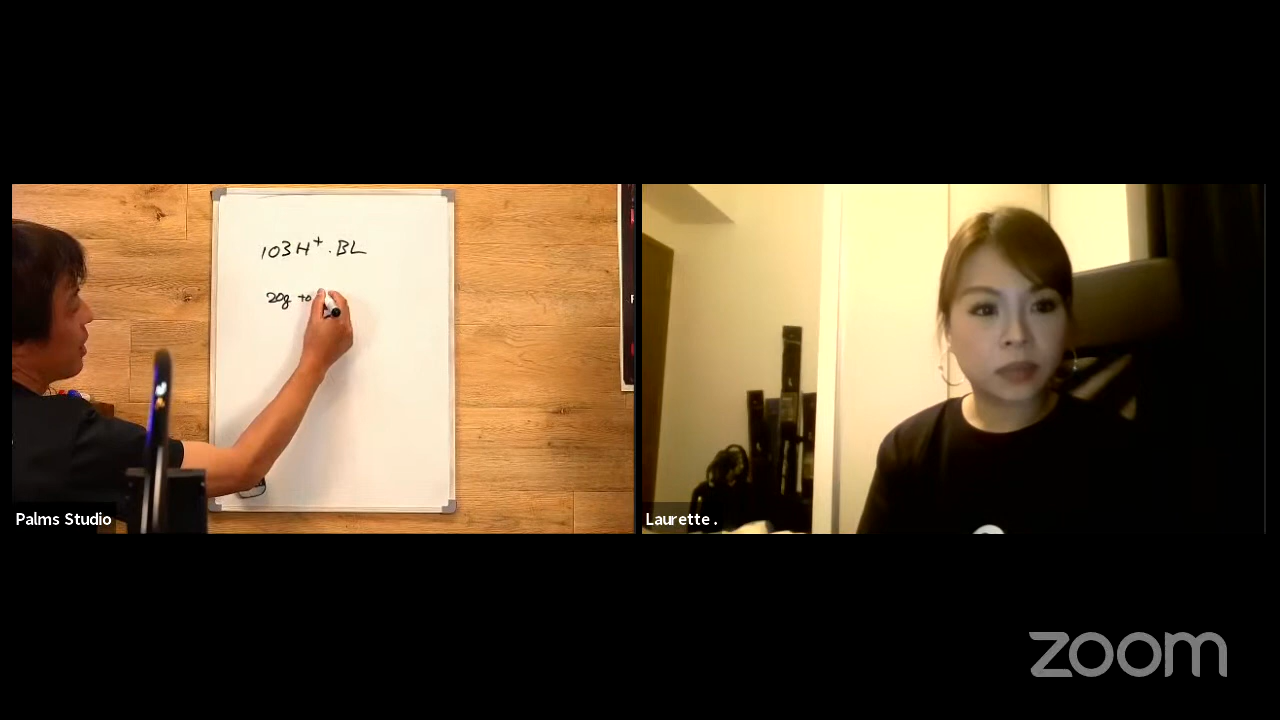 103H⁺.BL
20g to
Palms Studio
Laurette .
zoom